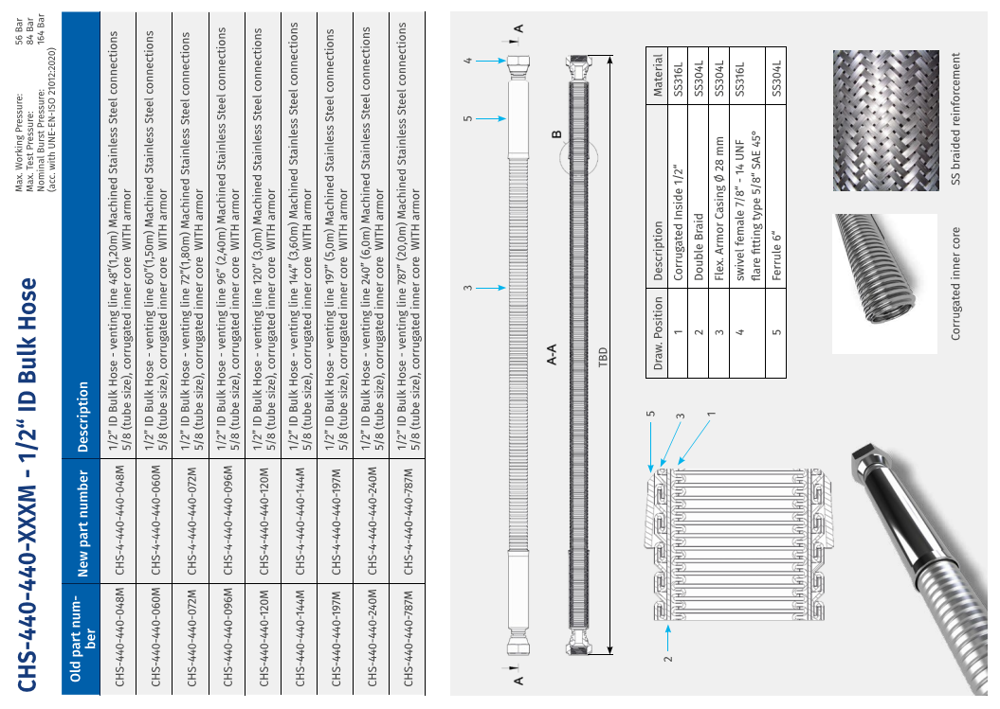 CHS-440-440-XXXM - 1/2“ ID Bulk Hose
Max. Working Pressure: 56 Bar
Max. Test Pressure: 84 Bar
Nominal Burst Pressure: 164 Bar
(acc. with UNE-EN-ISO 21012:2020)
Old part num-
ber
New part number
Description
CHS-440-440-048M
CHS-4-440-440-048M
1/2” ID Bulk Hose - venting line 48”(1,20m) Machined Stainless Steel connections
5/8 (tube size), corrugated inner core WITH armor
CHS-440-440-060M
CHS-4-440-440-060M
1/2” ID Bulk Hose - venting line 60”(1,50m) Machined Stainless Steel connections
5/8 (tube size), corrugated inner core WITH armor
CHS-440-440-072M
CHS-4-440-440-072M
1/2” ID Bulk Hose - venting line 72”(1,80m) Machined Stainless Steel connections
5/8 (tube size), corrugated inner core WITH armor
CHS-440-440-096M
CHS-4-440-440-096M
1/2” ID Bulk Hose - venting line 96” (2,40m) Machined Stainless Steel connections
5/8 (tube size), corrugated inner core WITH armor
CHS-440-440-120M
CHS-4-440-440-120M
1/2” ID Bulk Hose - venting line 120” (3,0m) Machined Stainless Steel connections
5/8 (tube size), corrugated inner core WITH armor
CHS-440-440-144M
CHS-4-440-440-144M
1/2” ID Bulk Hose - venting line 144” (3,60m) Machined Stainless Steel connections
5/8 (tube size), corrugated inner core WITH armor
CHS-440-440-197M
CHS-4-440-440-197M
1/2” ID Bulk Hose - venting line 197” (5,0m) Machined Stainless Steel connections
5/8 (tube size), corrugated inner core WITH armor
CHS-440-440-240M
CHS-4-440-440-240M
1/2” ID Bulk Hose - venting line 240” (6,0m) Machined Stainless Steel connections
5/8 (tube size), corrugated inner core WITH armor
CHS-440-440-787M
CHS-4-440-440-787M
1/2” ID Bulk Hose - venting line 787” (20,0m) Machined Stainless Steel connections
5/8 (tube size), corrugated inner core WITH armor
A
3
5
4
A
A-A
B
TBD
2
5
3
1
Draw. Position
Description
Material
1
Corrugated Inside 1/2“
SS316L
2
Double Braid
SS304L
3
Flex. Armor Casing Ø 28 mm
SS304L
4
swivel female 7/8“ - 14 UNF
flare fitting type 5/8“ SAE 45°
SS316L
5
Ferrule 6“
SS304L
Corrugated inner core
SS braided reinforcement